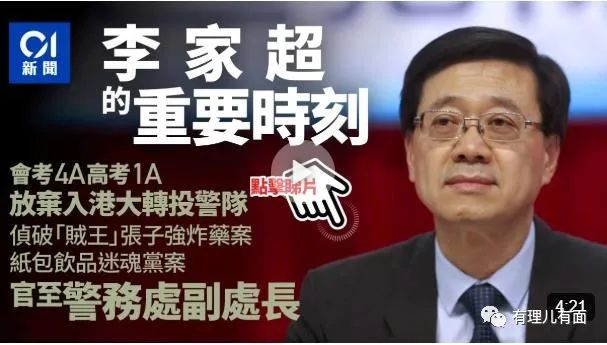 01
新聞
李家超
的重要時刻
會考4A高考1A
放棄入港大轉投警隊
點擊睇片
偵破「賊王」張子強炸藥案
紙包飲品迷魂黨案
官至警務處副處長
4:21
有理儿有面